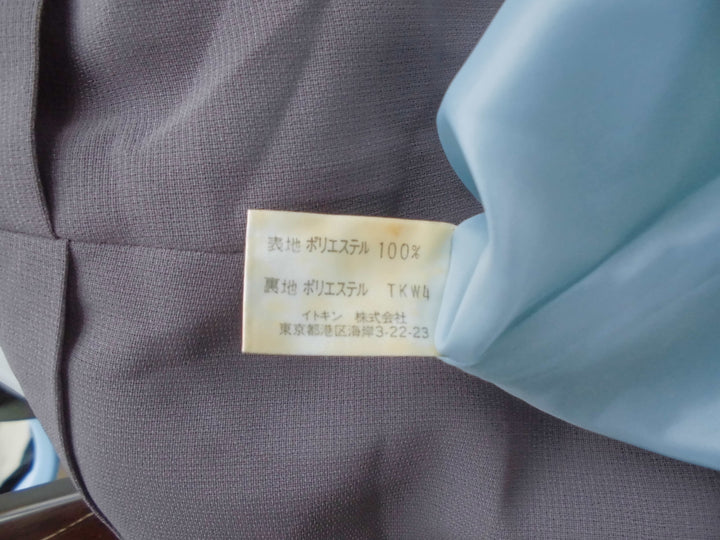 表地 ポリエステル 100%
裏地 ポリエステル TKW4
イトキン 株式会社
東京都港区海岸3-22-23